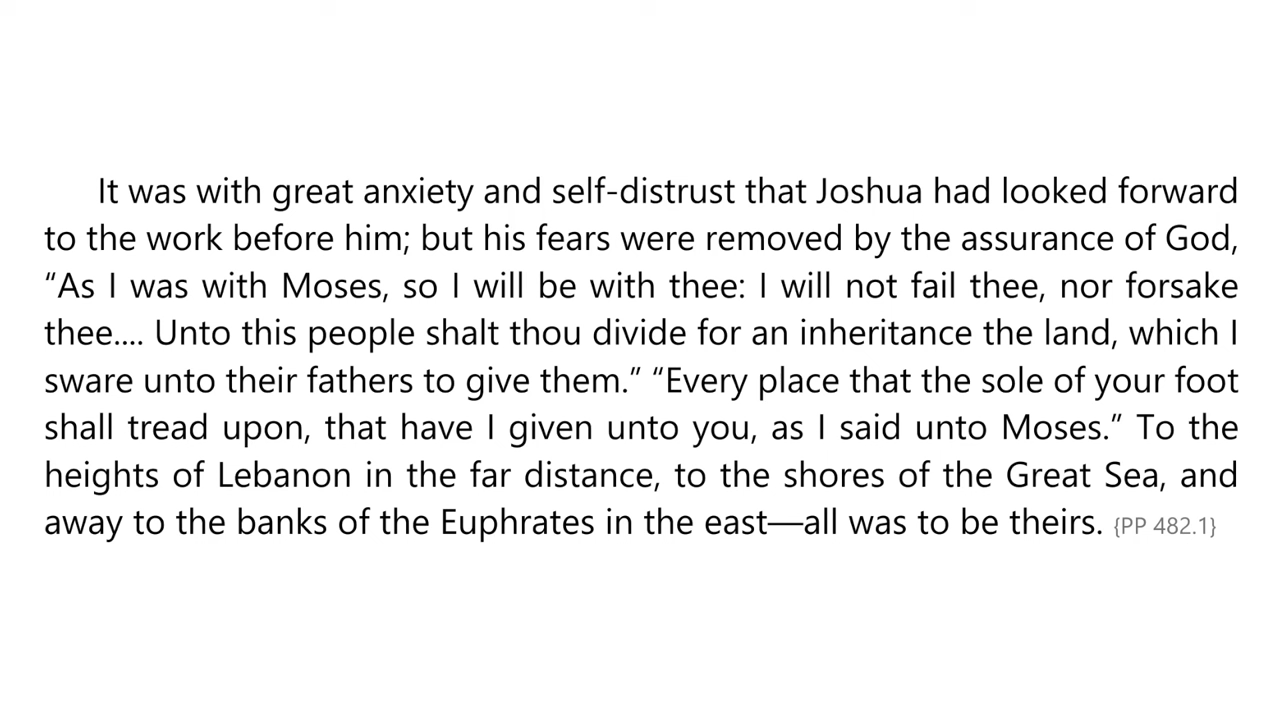 It was with great anxiety and self-distrust that Joshua had looked forward
to the work before him; but his fears were removed by the assurance of God,
“As I was with Moses, so I will be with thee: I will not fail thee, nor forsake
thee.... Unto this people shalt thou divide for an inheritance the land, which I
sware unto their fathers to give them.” “Every place that the sole of your foot
shall tread upon, that have I given unto you, as I said unto Moses.” To the
heights of Lebanon in the far distance, to the shores of the Great Sea, and
away to the banks of the Euphrates in the east—all was to be theirs. {PP 482.1}